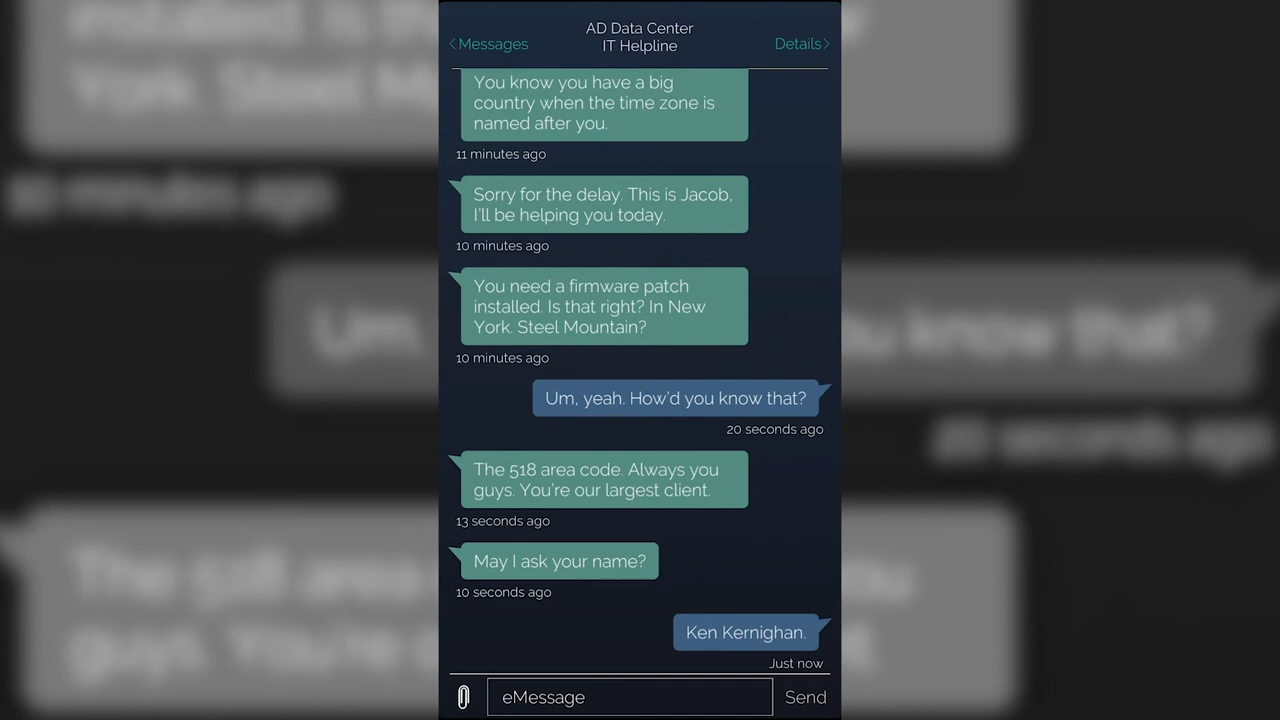 AD Data Center
IT Helpline
Messages
Details
You know you have a big
country when the time zone is
named after you.
11 minutes ago
Sorry for the delay. This is Jacob,
I'll be helping you today.
10 minutes ago
You need a firmware patch
installed. Is that right? In New
York. Steel Mountain?
10 minutes ago
Um, yeah. How'd you know that?
20 seconds ago
The 518 area code. Always you
guys. You're our largest client.
13 seconds ago
May I ask your name?
10 seconds ago
Ken Kernighan.
Just now
eMessage
Send